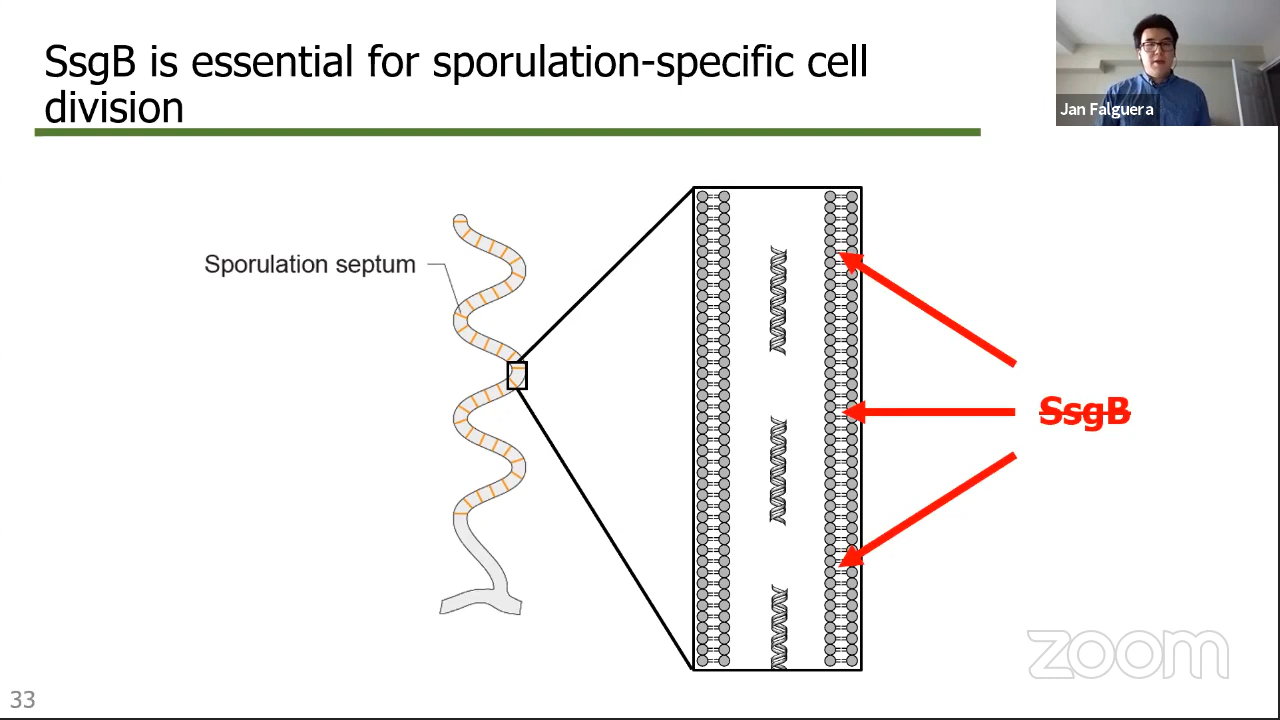 SsgB is essential for sporulation-specific cell
division
Jan Falguera
Sporulation septum
SsgB
zoom
33